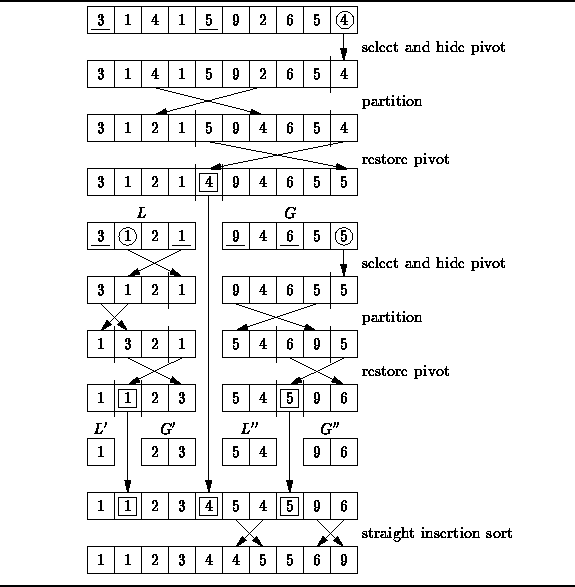 3 1 4 1 5 9 2 6 5 4
select and hide pivot
3 1 4 1 5 9 2 6 5 4
partition
3 1 2 1 5 9 4 6 5 4
restore pivot
3 1 2 1 4 9 4 6 5 5
L G
3 1 2 1 9 4 6 5 5
select and hide pivot
3 1 2 1 9 4 6 5 5
partition
1 3 2 1 5 4 6 9 5
restore pivot
1 1 2 3 5 4 5 9 6
L' G' L'' G''
1 2 3 5 4 9 6
1 1 2 3 4 5 4 5 9 6
straight insertion sort
1 1 2 3 4 4 5 5 6 9